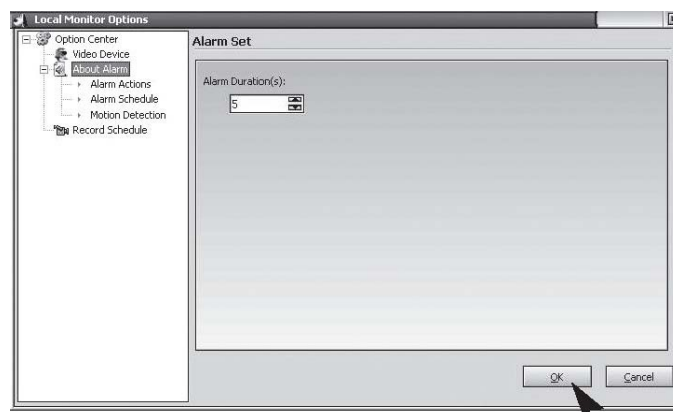 Local Monitor Options
Option Center
Video Device
About Alarm
Alarm Actions
Alarm Schedule
Motion Detection
Record Schedule
Alarm Set
Alarm Duration(s):
5
OK
Cancel